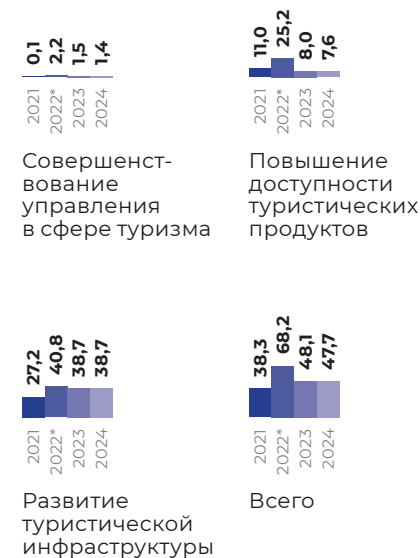 0,1 2,2 1,5 1,4
2021 2022* 2023 2024
Совершенст-
вование
управления
в сфере туризма
11,0 25,2 8,0 7,6
2021 2022* 2023 2024
Повышение
доступности
туристических
продуктов
27,2 40,8 38,7 38,7
2021 2022* 2023 2024
Развитие
туристической
инфраструктуры
38,3 68,2 48,1 47,7
2021 2022* 2023 2024
Всего